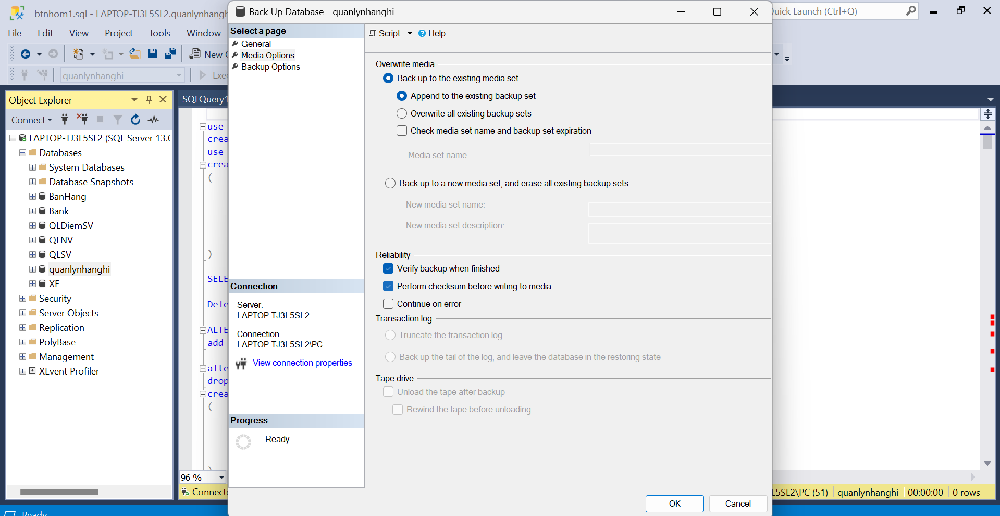 btnhom1.sql - LAPTOP-TJ3L5SL2.quanlynhangh
Quick Launch (Ctrl+Q)
File Edit View Project Tools Window
New
quanlynhanghi
Exec
Object Explorer
Connect
LAPTOP-TJ3L5SL2 (SQL Server 13.0
Databases
System Databases
Database Snapshots
BanHang
Bank
QLDiemSV
QLNV
QLSV
quanlynhanghi
XE
Security
Server Objects
Replication
PolyBase
Management
XEvent Profiler
SQLQuery1
use
crea
use
crea
(
)
SELE
Dele
ALTE
add
alte
drop
crea
(
)
96 %
Connecte
L5SL2\PC (51) quanlynhanghi 00:00:00 0 rows
Ready
Back Up Database - quanlynhanghi
Select a page
General
Media Options
Backup Options
Connection
Server:
LAPTOP-TJ3L5SL2
Connection:
LAPTOP-TJ3L5SL2\PC
View connection properties
Progress
Ready
Script Help
Overwrite media
Back up to the existing media set
Append to the existing backup set
Overwrite all existing backup sets
Check media set name and backup set expiration
Media set name:
Back up to a new media set, and erase all existing backup sets
New media set name:
New media set description:
Reliability
Verify backup when finished
Perform checksum before writing to media
Continue on error
Transaction log
Truncate the transaction log
Back up the tail of the log, and leave the database in the restoring state
Tape drive
Unload the tape after backup
Rewind the tape before unloading
OK Cancel